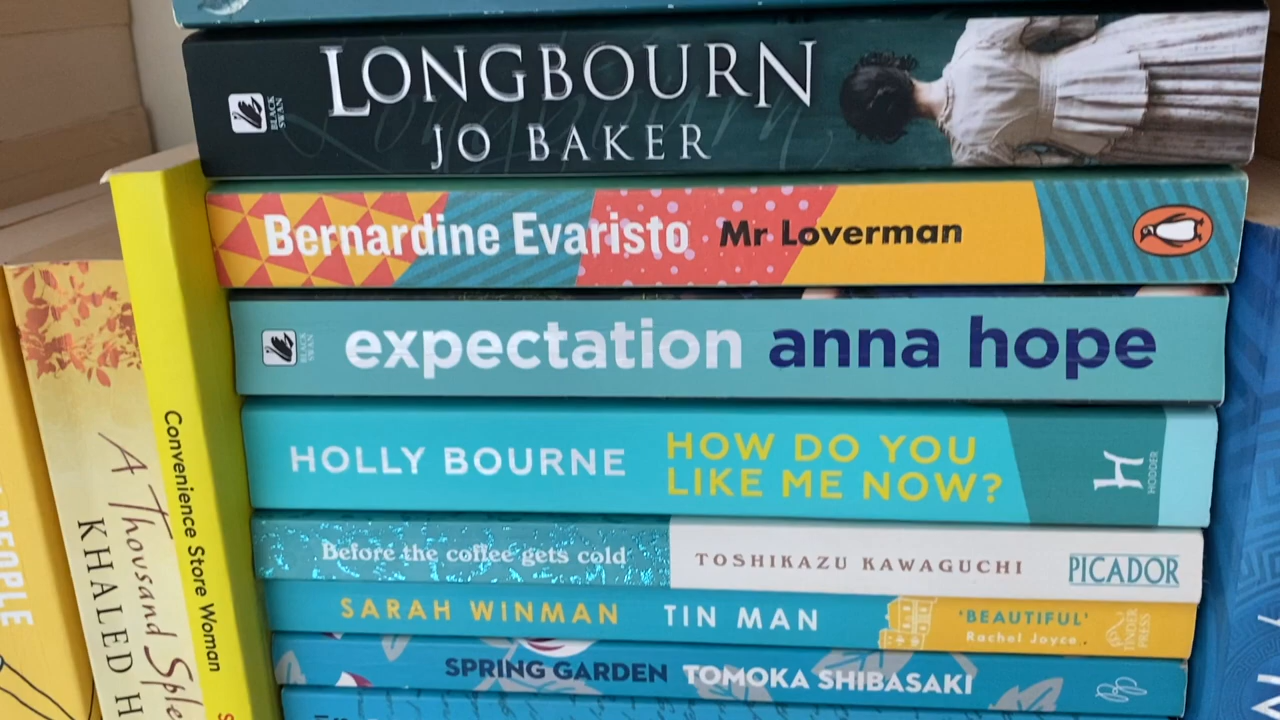 LONGBOURN
JO BAKER
BLACK SWAN
Bernardine Evaristo Mr Loverman
expectation anna hope
BLACK SWAN
HOLLY BOURNE
HOW DO YOU
LIKE ME NOW?
HODDER
Before the coffee gets cold TOSHIKAZU KAWAGUCHI PICADOR
SARAH WINMAN TIN MAN
'BEAUTIFUL'
Rachel Joyce
TINDER PRESS
SPRING GARDEN TOMOKA SHIBASAKI
Convenience Store Woman
A Thousand
KHALED
PEOPLE